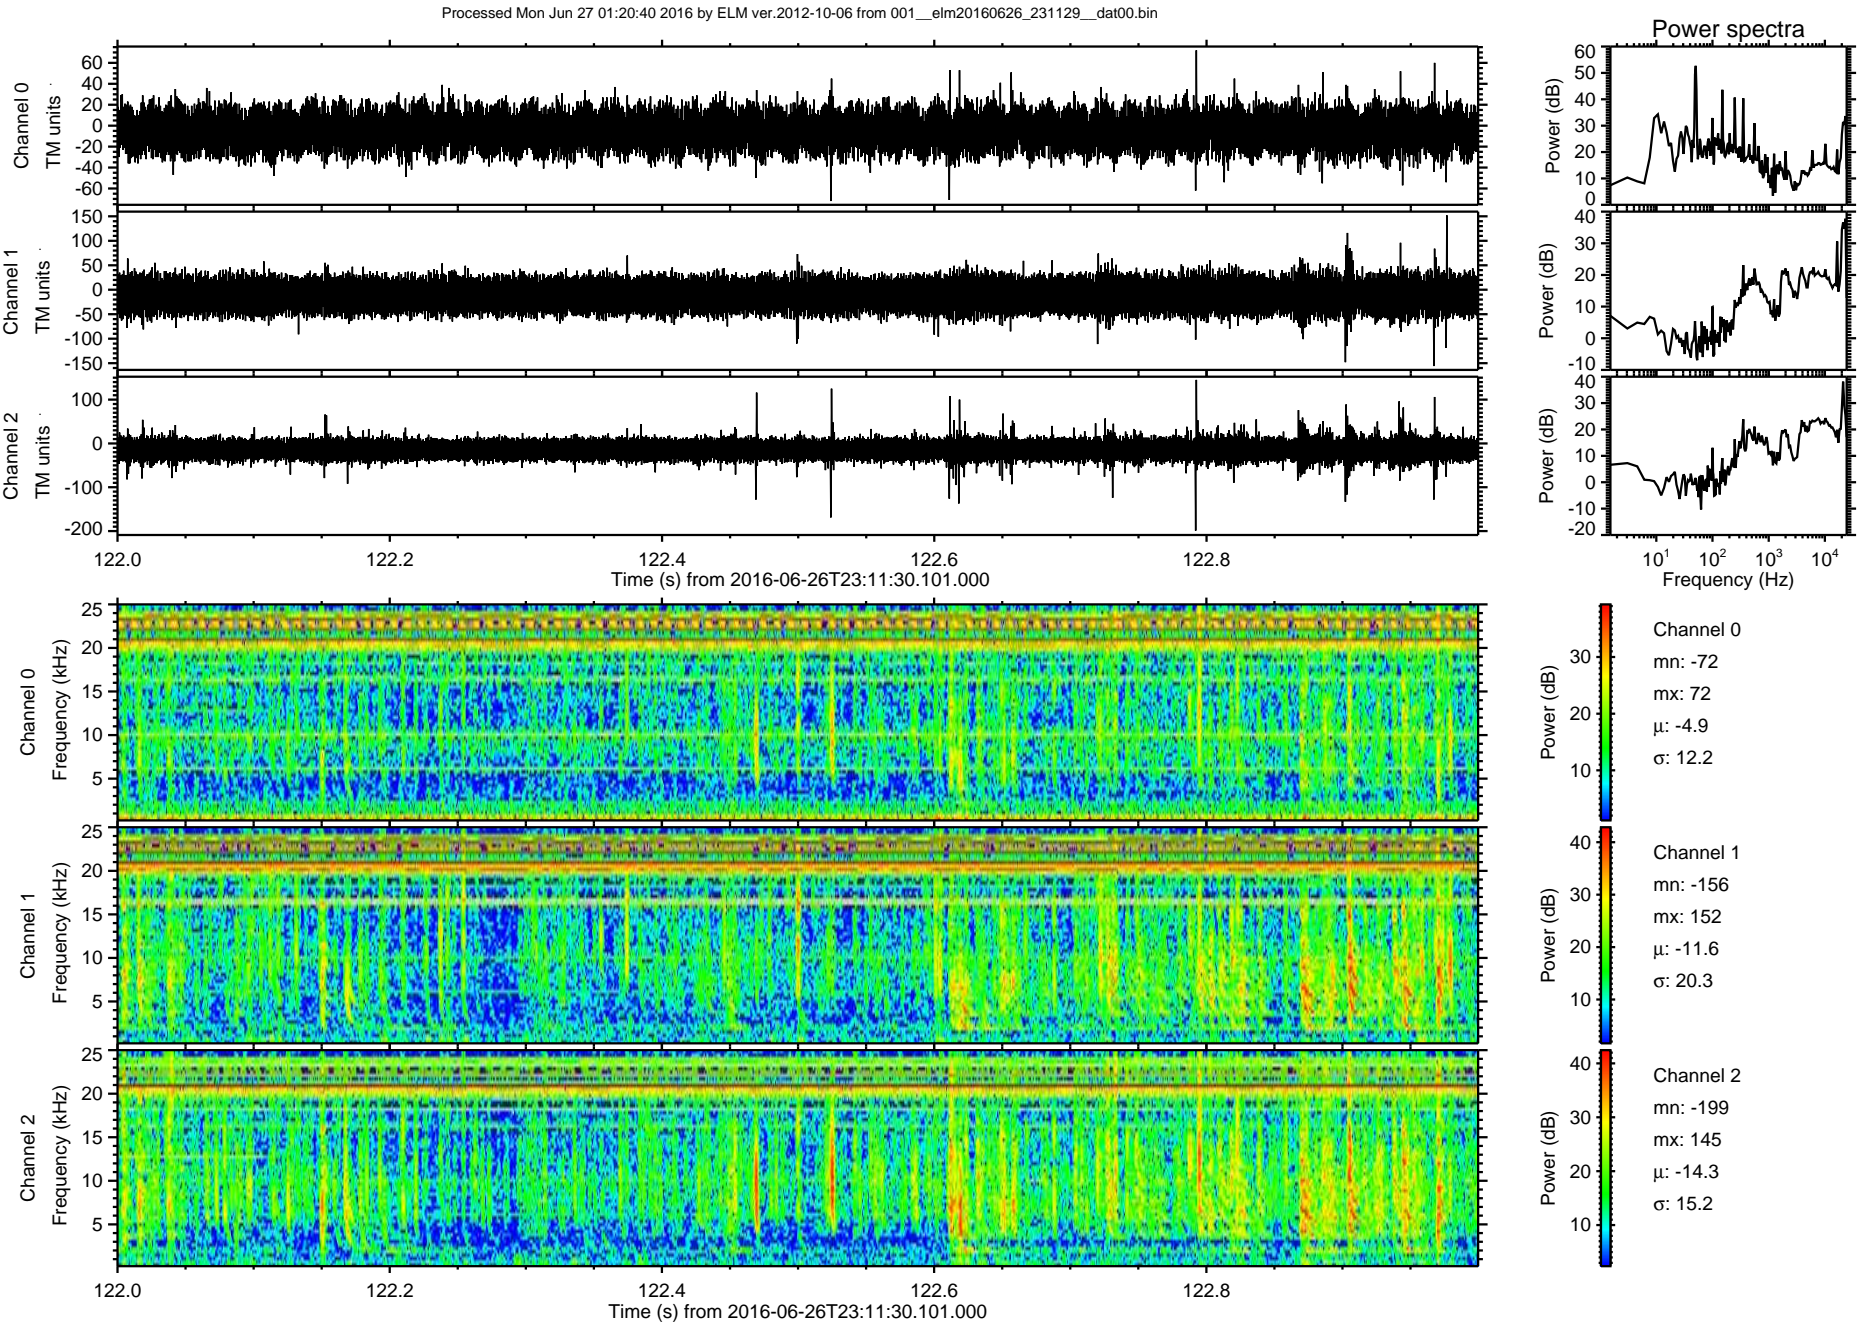 Processed Mon Jun 27 01:20:40 2016 by ELM ver.2012-10-06 from 001__elm20160626_231129__dat00.bin
Power spectra
Channel 0
TM units
60
40
20
0
-20
-40
-60
Power (dB)
60
50
40
30
20
10
0
Channel 1
TM units
150
100
50
0
-50
-100
-150
Power (dB)
40
30
20
10
0
-10
Channel 2
TM units
100
0
-100
-200
Power (dB)
40
30
20
10
0
-10
-20
122.0 122.2 122.4 122.6 122.8
Time (s) from 2016-06-26T23:11:30.101.000
10^1 10^2 10^3 10^4
Frequency (Hz)
Channel 0
Frequency (kHz)
25
20
15
10
5
Power (dB)
30
20
10
Channel 0
mn: -72
mx: 72
μ: -4.9
σ: 12.2
Channel 1
Frequency (kHz)
25
20
15
10
5
Power (dB)
40
30
20
10
Channel 1
mn: -156
mx: 152
μ: -11.6
σ: 20.3
Channel 2
Frequency (kHz)
25
20
15
10
5
Power (dB)
40
30
20
10
Channel 2
mn: -199
mx: 145
μ: -14.3
σ: 15.2
122.0 122.2 122.4 122.6 122.8
Time (s) from 2016-06-26T23:11:30.101.000